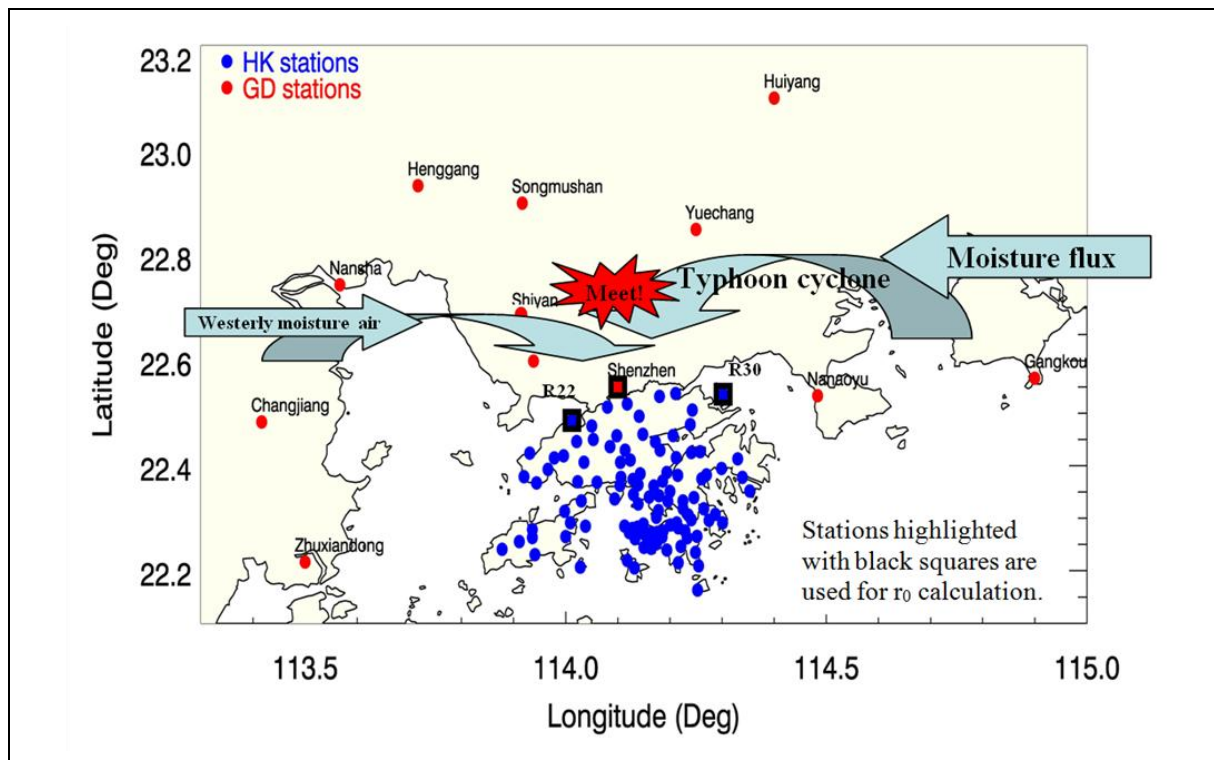 HK stations
GD stations
23.2
23.0
22.8
22.6
22.4
22.2
Latitude (Deg)
Huiyang
Henggang
Songmushan
Yuechang
Nansha
Meet!
Typhoon cyclone
Moisture flux
Shiyan
Westerly moisture air
Shenzhen
R22
R30
Nanaoyu
Gangkou
Changjiang
Zhuxiandong
Stations highlighted
with black squares are
used for r₀ calculation.
113.5
114.0
114.5
115.0
Longitude (Deg)